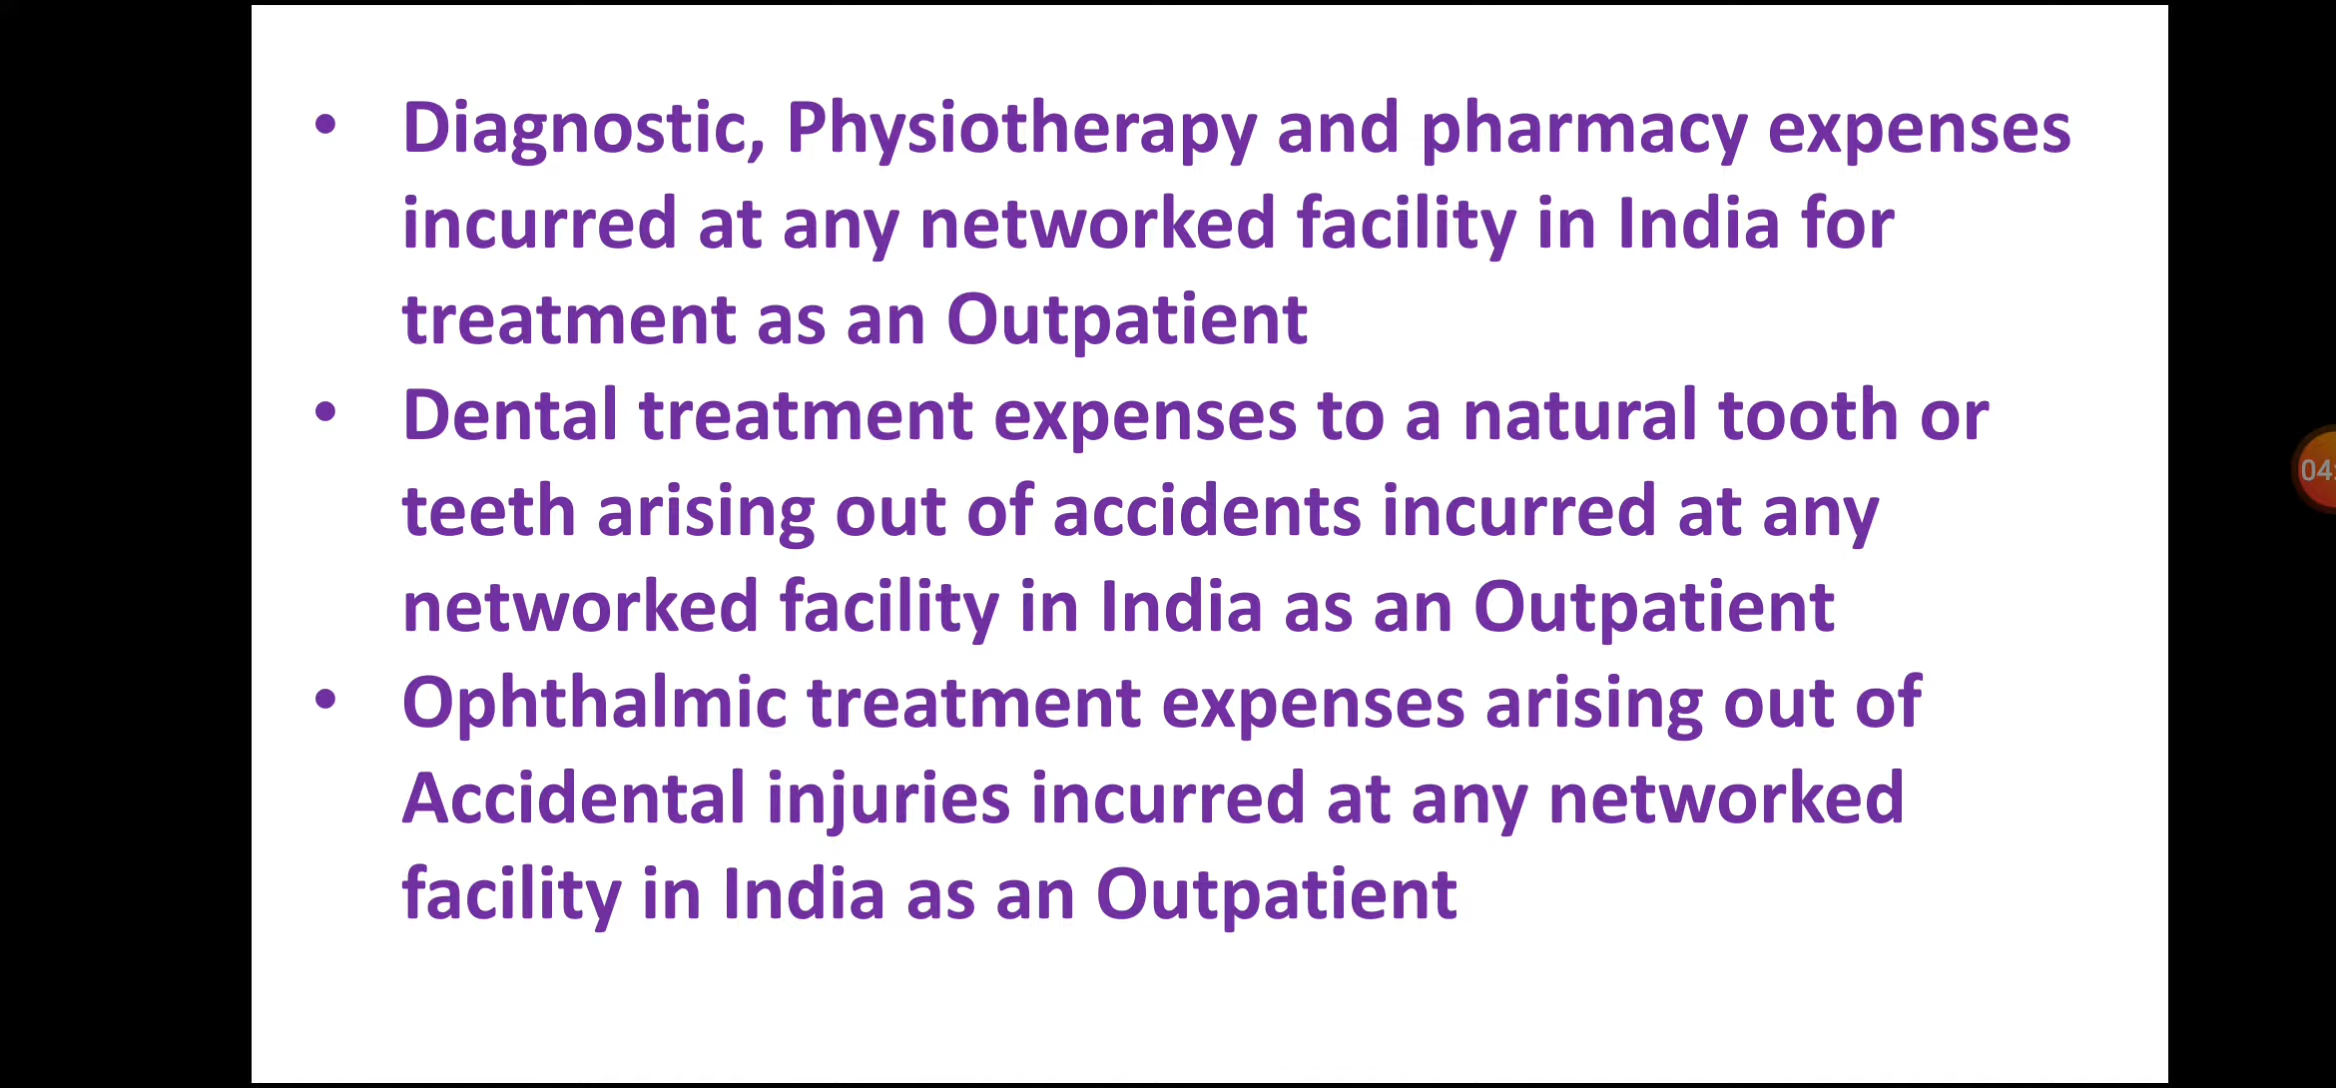 • Diagnostic, Physiotherapy and pharmacy expenses
incurred at any networked facility in India for
treatment as an Outpatient
• Dental treatment expenses to a natural tooth or
teeth arising out of accidents incurred at any
networked facility in India as an Outpatient
• Ophthalmic treatment expenses arising out of
Accidental injuries incurred at any networked
facility in India as an Outpatient
04: